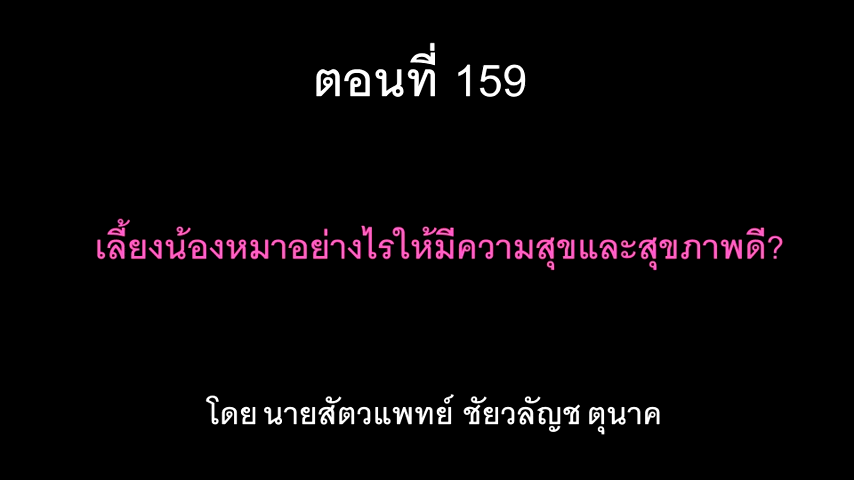 ตอนที่ 159
เลี้ยงน้องหมาอย่างไรให้มีความสุขและสุขภาพดี?
โดย นายสัตวแพทย์ ชัยวลัญช ตุนาค